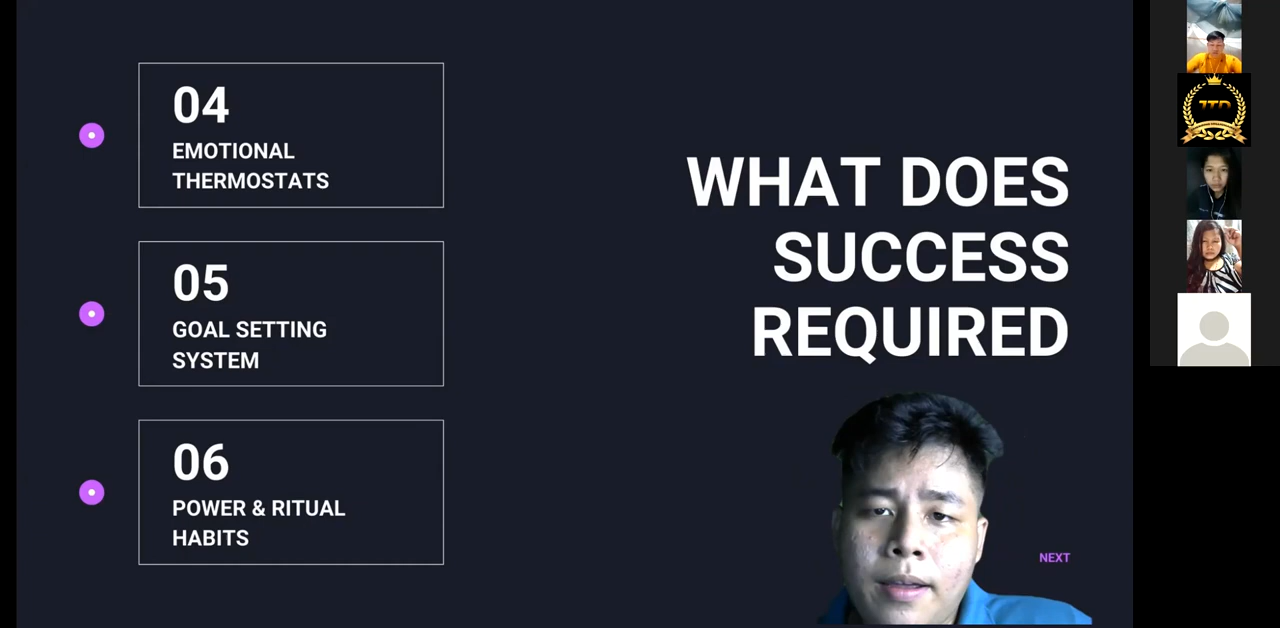 04
EMOTIONAL
THERMOSTATS
05
GOAL SETTING
SYSTEM
06
POWER & RITUAL
HABITS
WHAT DOES
SUCCESS
REQUIRED
NEXT